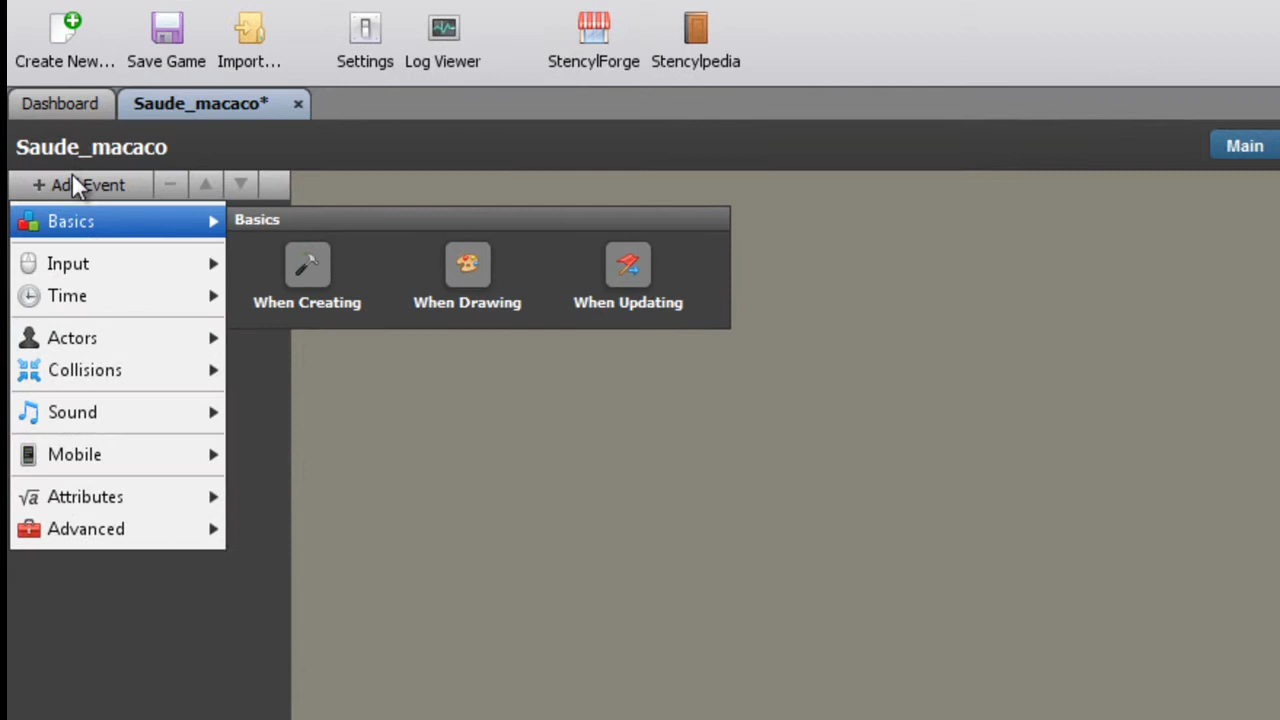 Create New... Save Game Import... Settings Log Viewer StencylForge Stencylpedia
Dashboard Saude_macaco* ×
Saude_macaco Main
+ Add Event
Basics
Input
Time
Actors
Collisions
Sound
Mobile
Attributes
Advanced
Basics
When Creating When Drawing When Updating